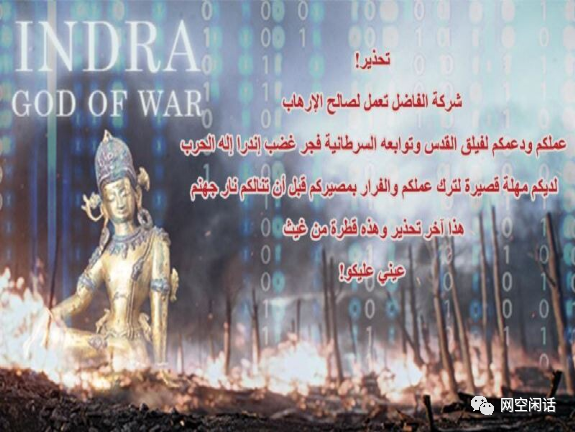 INDRA
GOD OF WAR
تحذير!
شركة الفاضل تعمل لصالح الإرهاب
عملكم ودعمكم لفيلق القدس وتوابعه السرطانية فجر غضب إندرا إله الحرب
لديكم مهلة قصيرة لترك عملكم والفرار بمصيركم قبل أن تنالكم نار جهنم
هذا آخر تحذير وهذه قطرة من غيث
عيني عليكو!
网空闲话